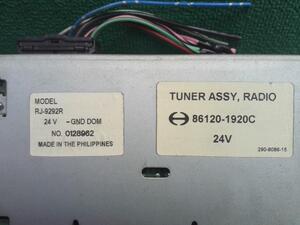 MODEL
RJ-9292R
24 V -GND DOM
NO. 0128962
MADE IN THE PHILIPPINES
TUNER ASSY, RADIO
86120-1920C
24V
290-8086-15